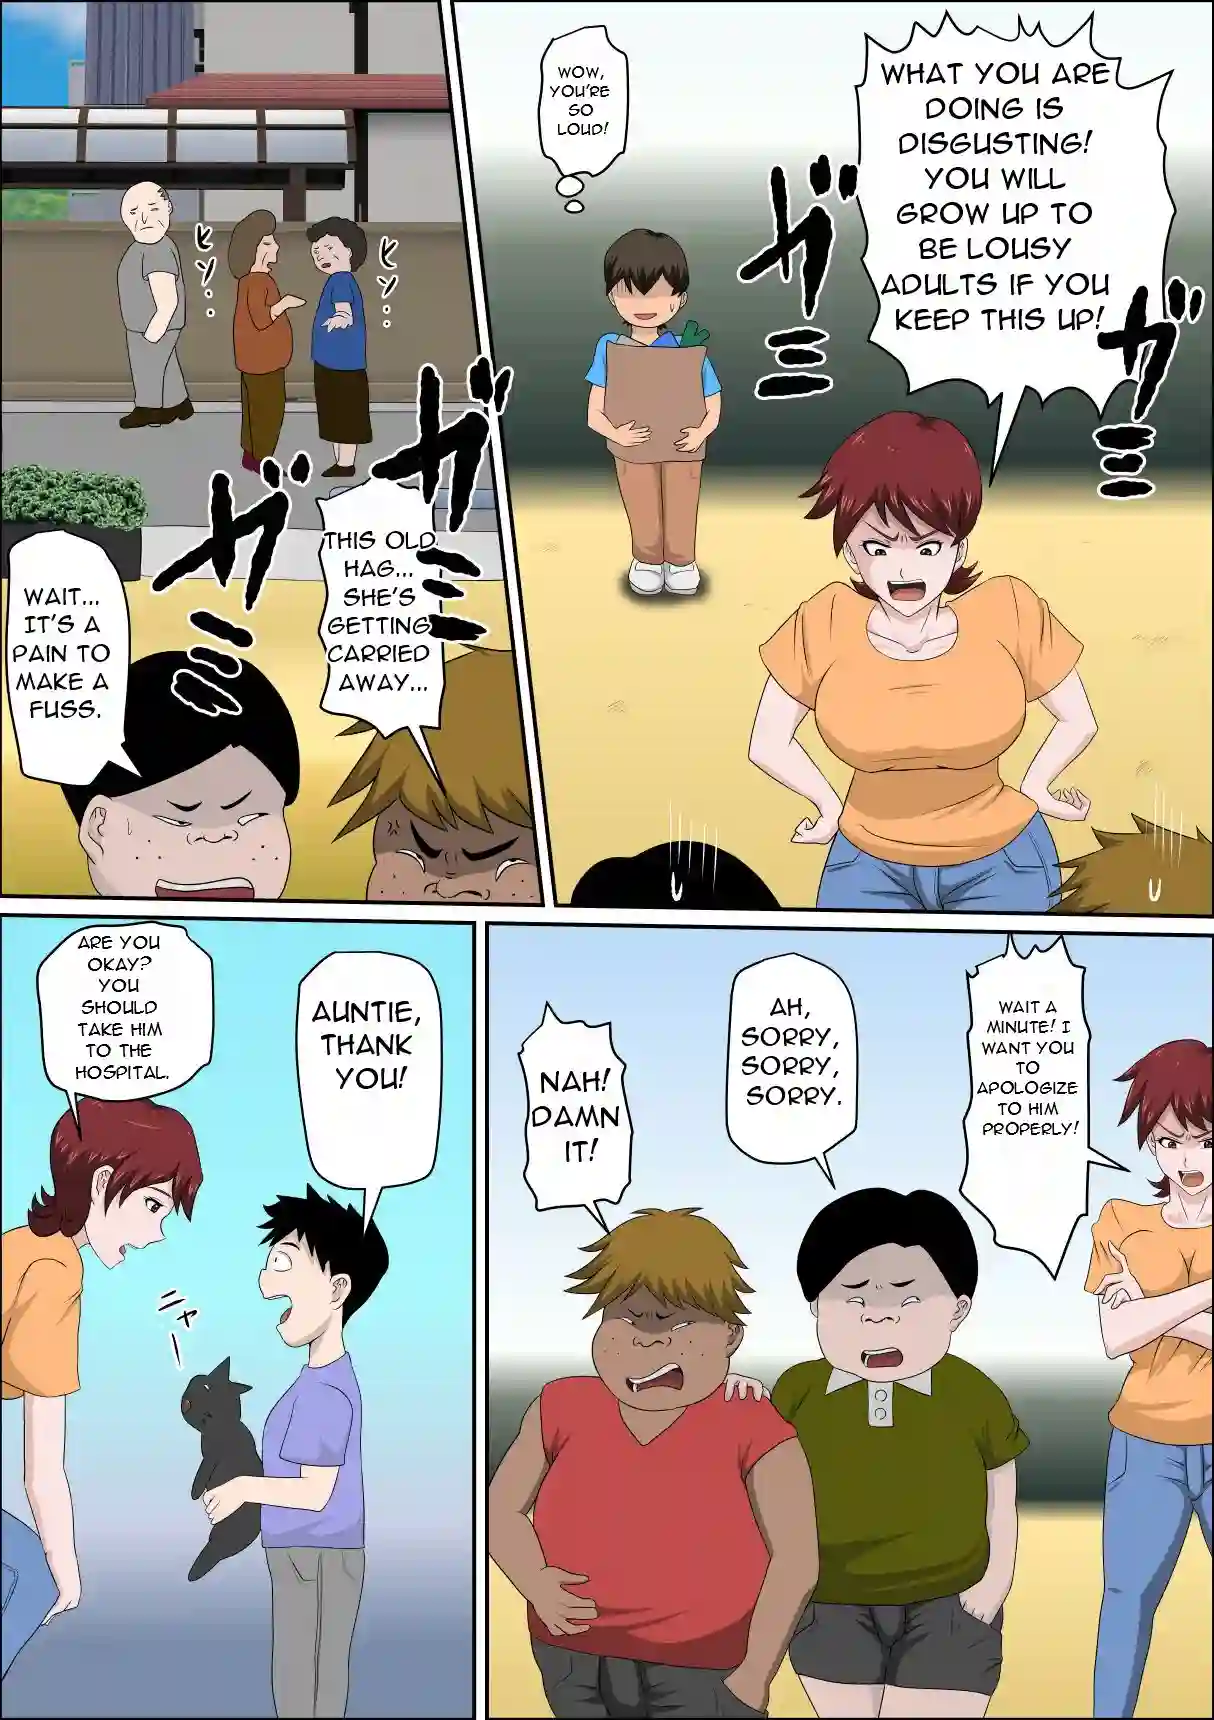 WHAT YOU ARE
DOING IS
DISGUSTING!
YOU WILL
GROW UP TO
BE LOUSY
ADULTS IF YOU
KEEP THIS UP!
WOW,
YOU'RE
SO
LOUD!
ガミ
ガミ
ヒソ..
ヒソ..
ガミ
ガミ
THIS OLD
HAG...
SHE'S
GETTING
CARRIED
AWAY...
WAIT...
IT'S A
PAIN TO
MAKE A
FUSS.
WAIT A
MINUTE! I
WANT YOU
TO
APOLOGIZE
TO HIM
PROPERLY!
AH,
SORRY,
SORRY,
SORRY.
NAH!
DAMN
IT!
AUNTIE,
THANK
YOU!
ARE YOU
OKAY?
YOU
SHOULD
TAKE HIM
TO THE
HOSPITAL.
ニャー